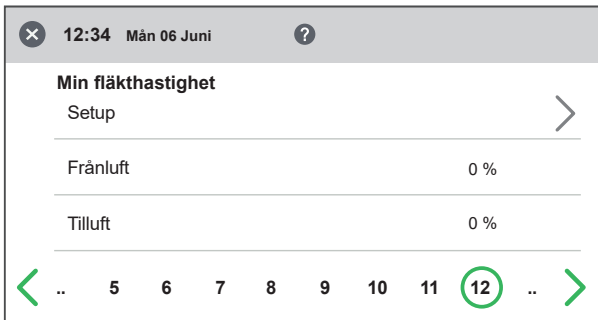 12:34 Mån 06 Juni ?
Min fläkthastighet
Setup
Frånluft 0 %
Tilluft 0 %
.. 5 6 7 8 9 10 11 12 ..